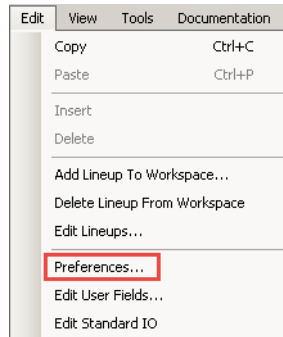 Edit View Tools Documentation
Copy Ctrl+C
Paste Ctrl+P
Insert
Delete
Add Lineup To Workspace...
Delete Lineup From Workspace
Edit Lineups...
Preferences...
Edit User Fields...
Edit Standard IO